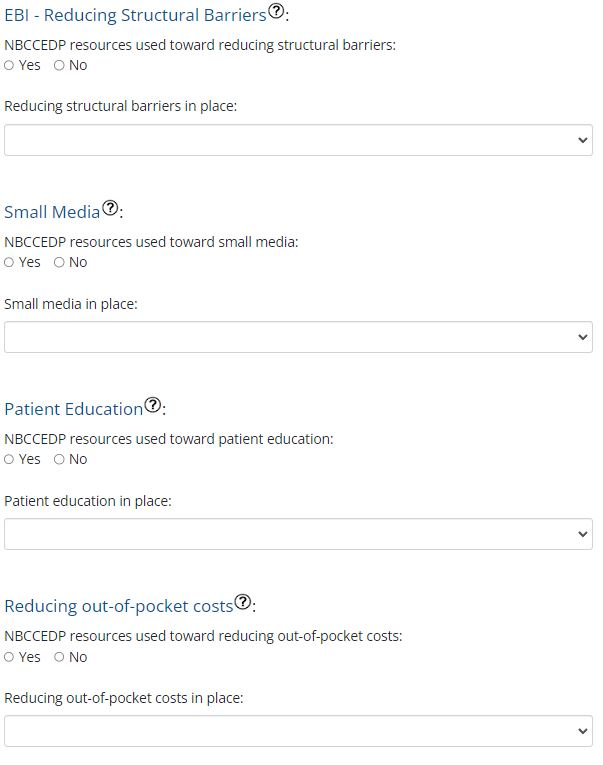 EBI - Reducing Structural Barriers?:
NBCCEDP resources used toward reducing structural barriers:
Yes No
Reducing structural barriers in place:
Small Media?:
NBCCEDP resources used toward small media:
Yes No
Small media in place:
Patient Education?:
NBCCEDP resources used toward patient education:
Yes No
Patient education in place:
Reducing out-of-pocket costs?:
NBCCEDP resources used toward reducing out-of-pocket costs:
Yes No
Reducing out-of-pocket costs in place: